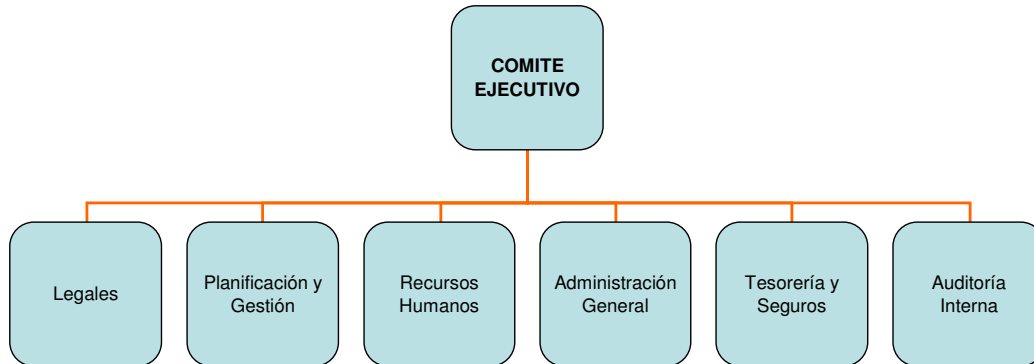 COMITE
EJECUTIVO
Legales
Planificación y
Gestión
Recursos
Humanos
Administración
General
Tesorería y
Seguros
Auditoría
Interna